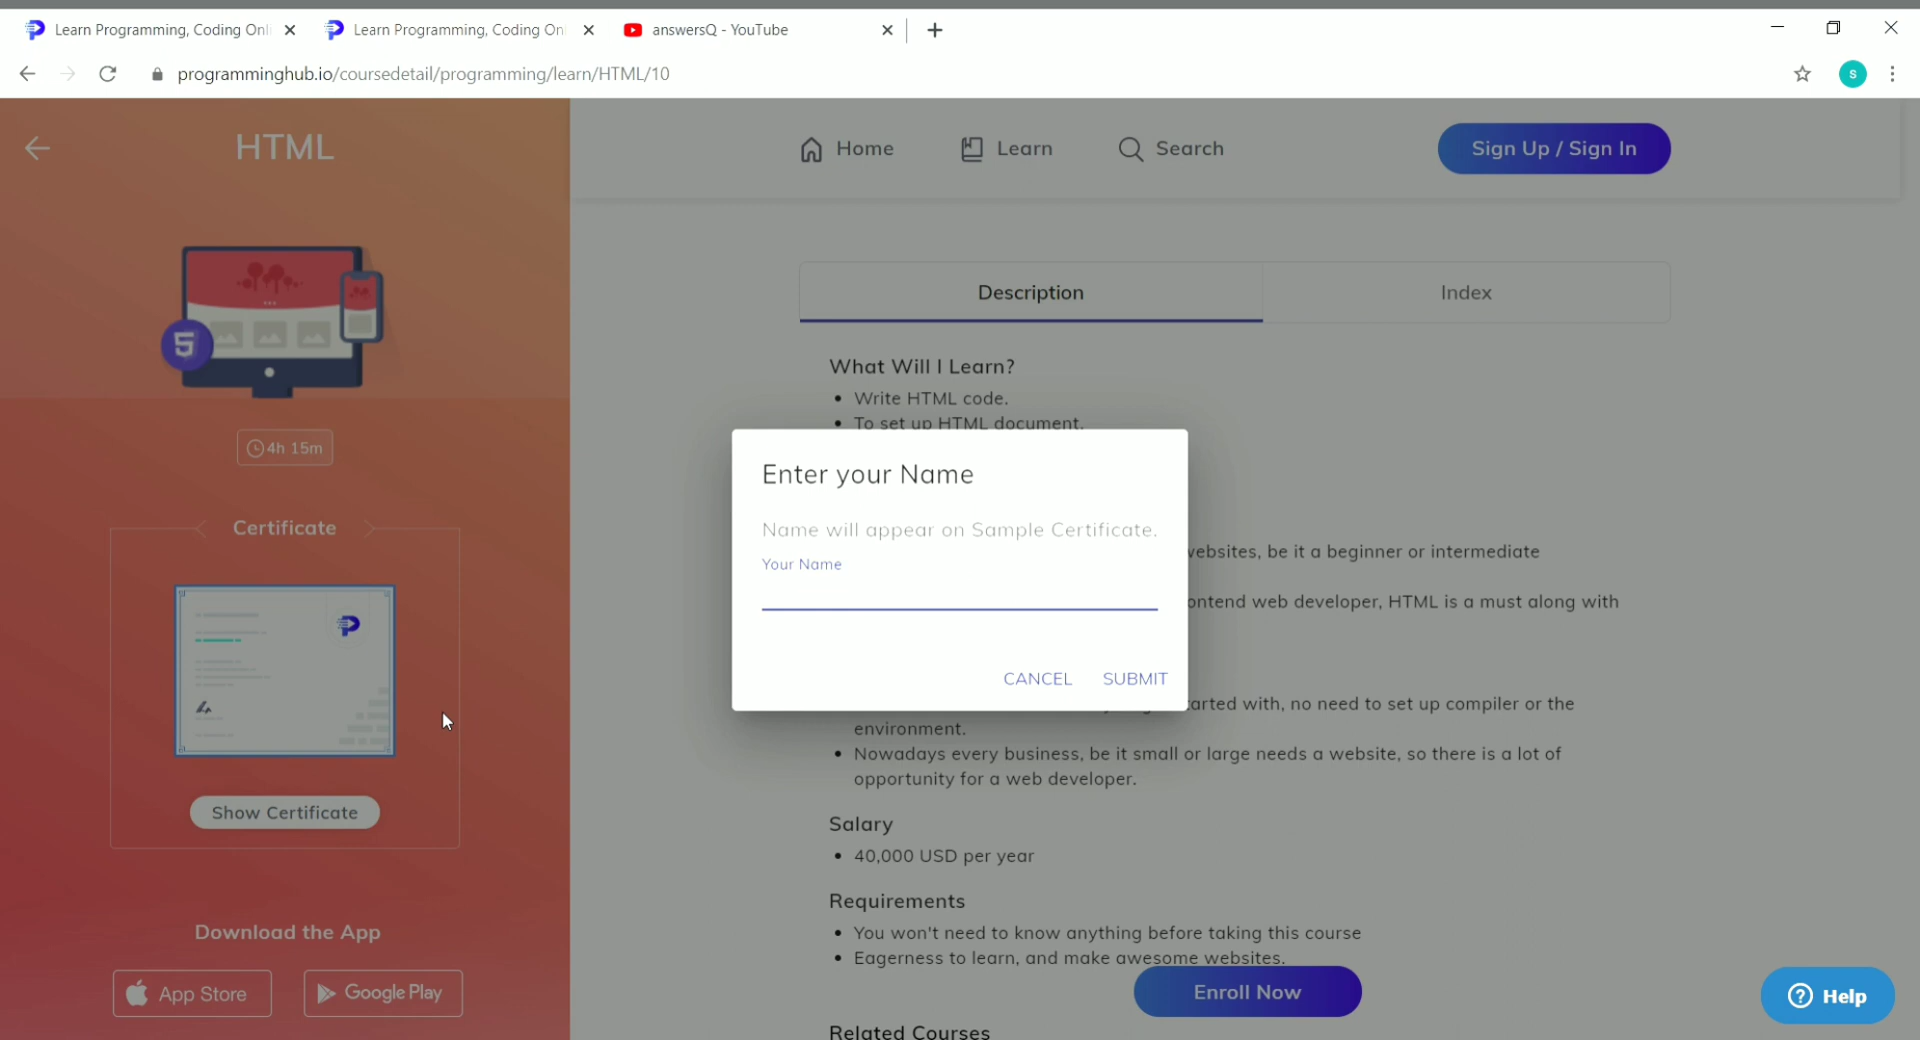 Learn Programming, Coding Onli
Learn Programming, Coding Onl
answersQ - YouTube
programminghub.io/coursedetail/programming/learn/HTML/10
S
HTML
Home
Learn
Search
Sign Up / Sign In
5
4h 15m
Certificate
Show Certificate
Download the App
App Store
Google Play
Description
Index
What Will I Learn?
• Write HTML code.
• To set up HTML document.
websites, be it a beginner or intermediate
ontend web developer, HTML is a must along with
arted with, no need to set up compiler or the
environment.
• Nowadays every business, be it small or large needs a website, so there is a lot of
opportunity for a web developer.
Salary
• 40,000 USD per year
Requirements
• You won't need to know anything before taking this course
• Eagerness to learn, and make awesome websites.
Enroll Now
Related Courses
Enter your Name
Name will appear on Sample Certificate.
Your Name
CANCEL
SUBMIT
Help